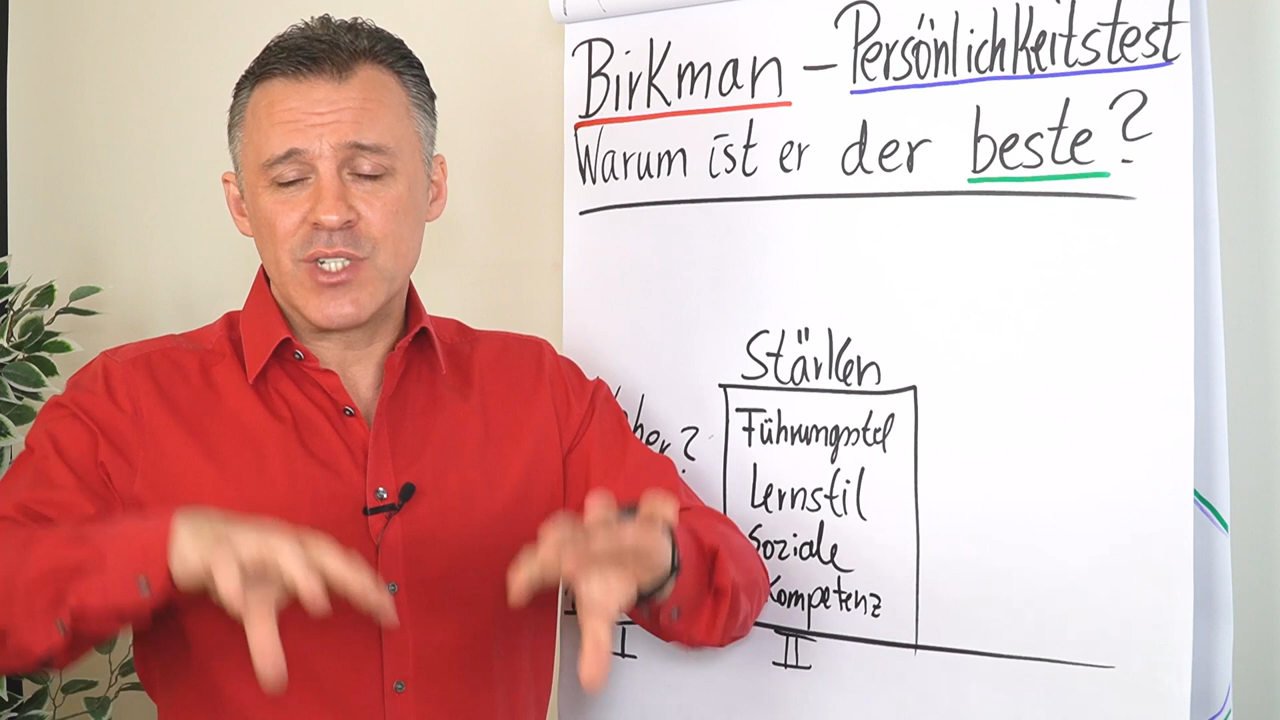 Birkman – Persönlichkeitstest
Warum ist er der beste?
Stärken
Führungsstil
Lernstil
Soziale
Kompetenz
I
II